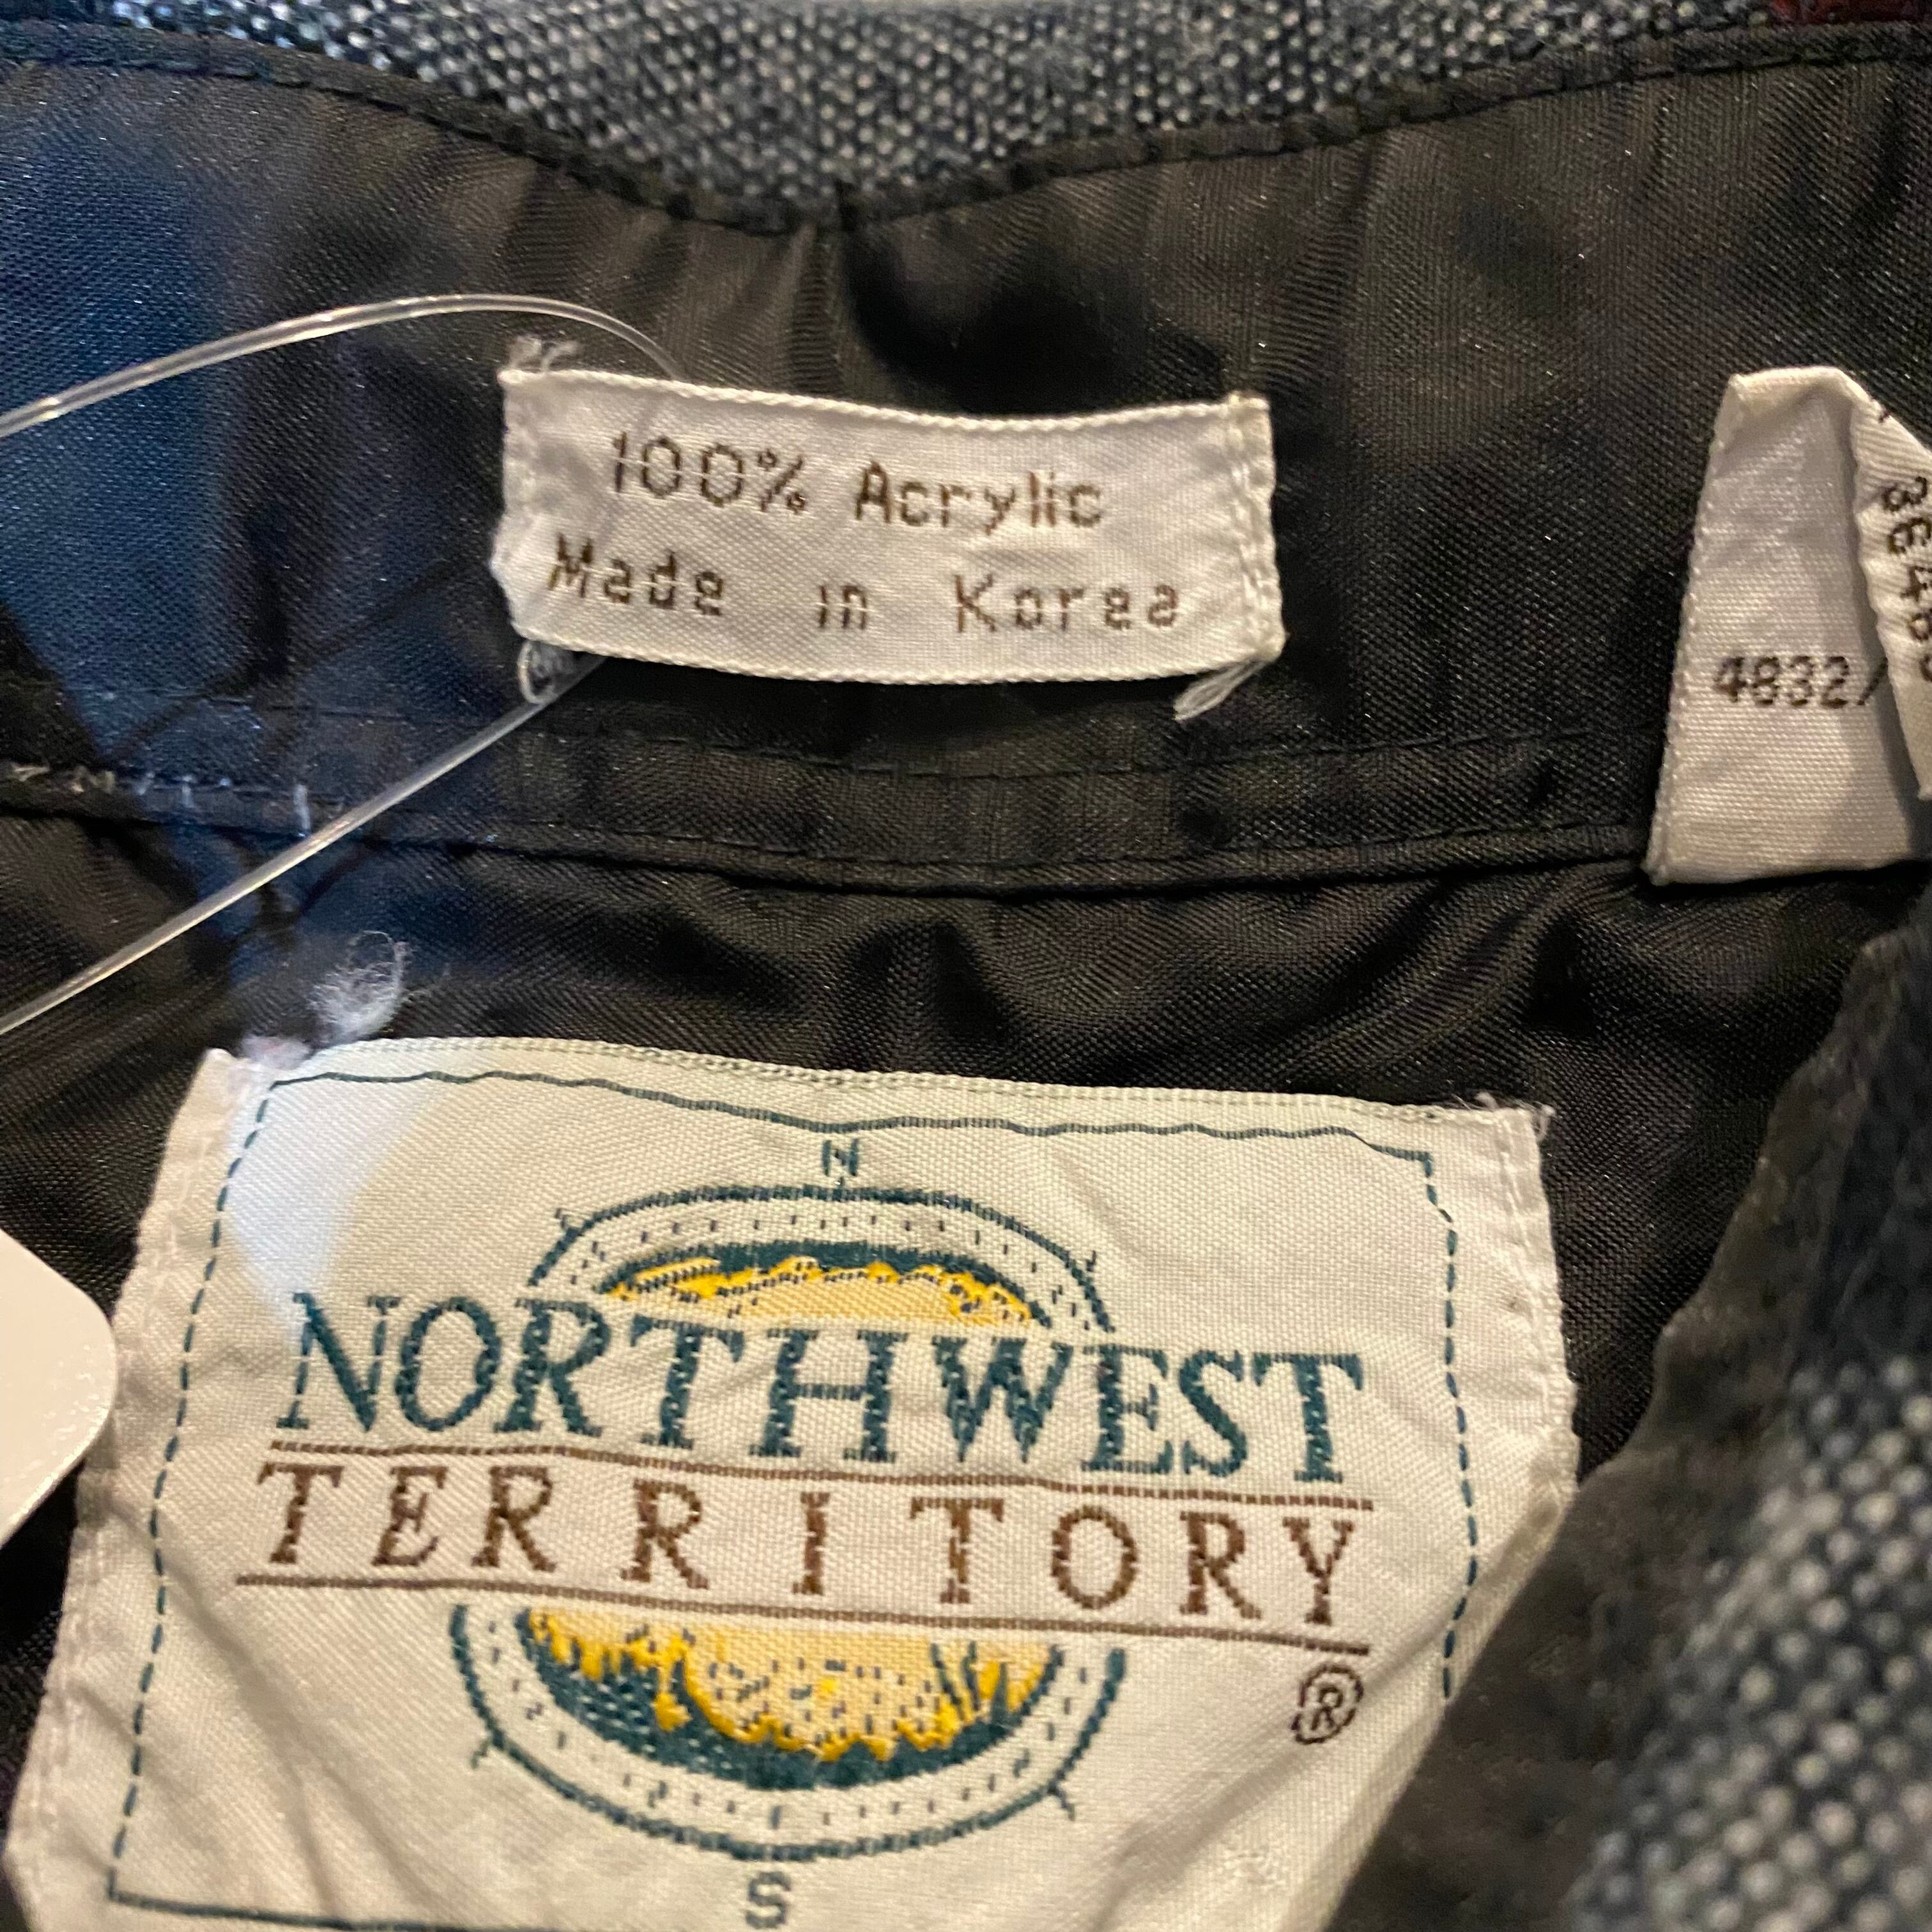 100% Acrylic
Made in Korea
4832/
N
NORTHWEST
TERRITORY
®
S